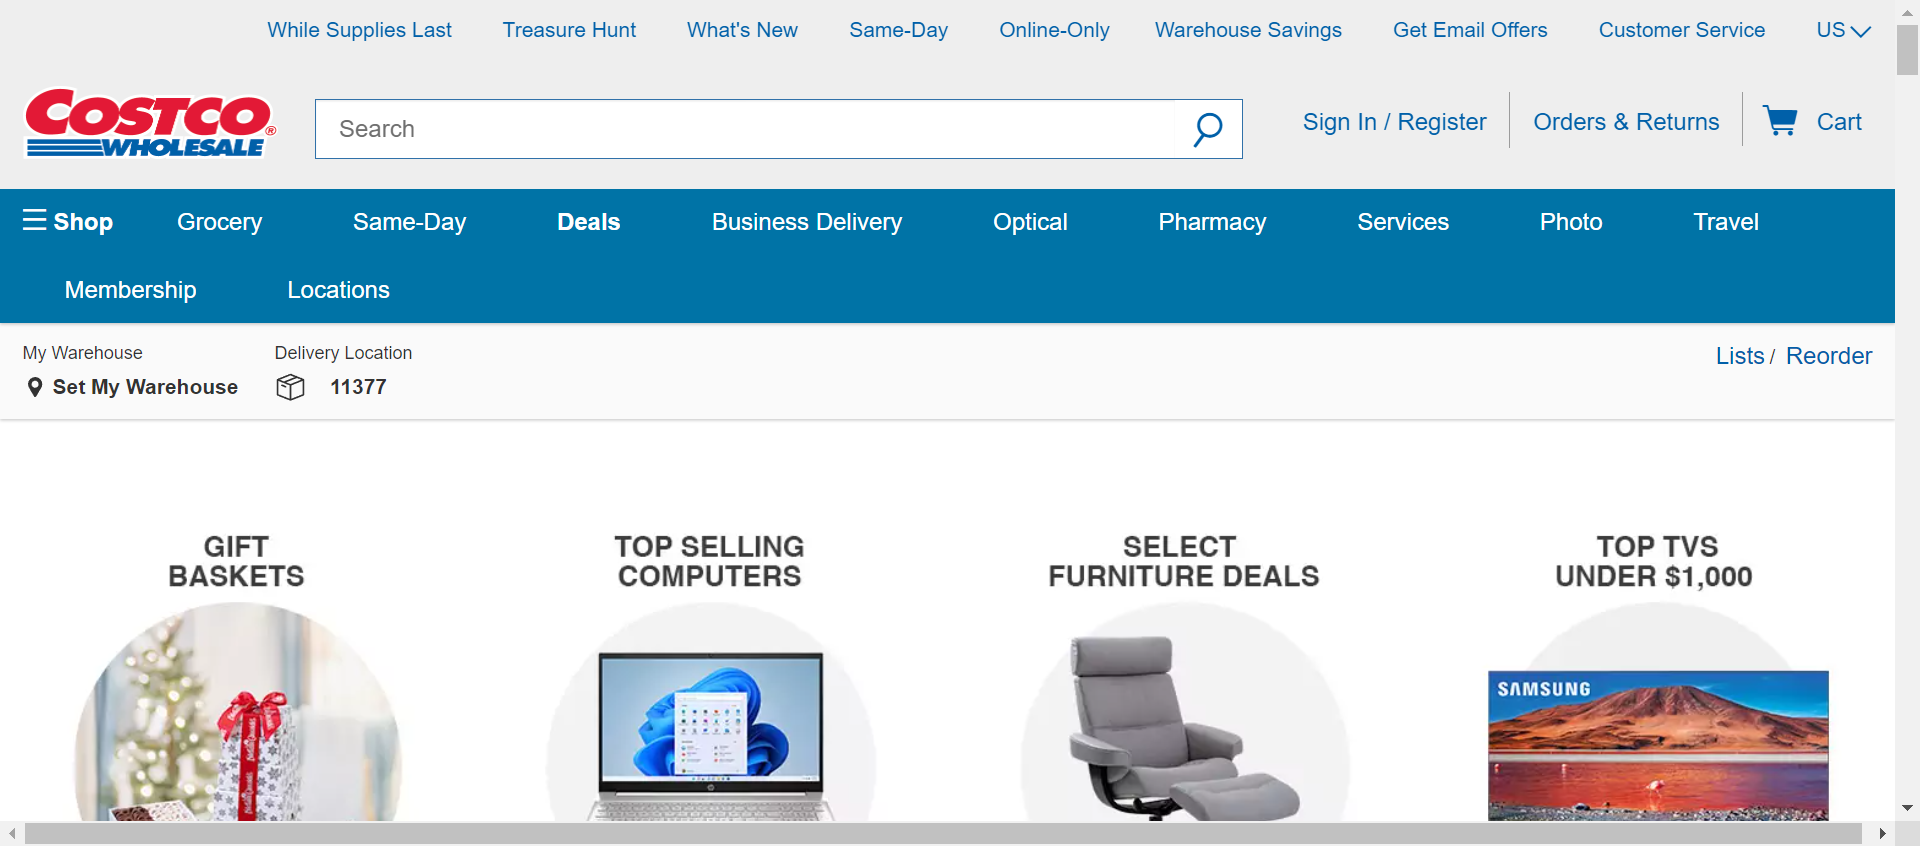 While Supplies Last Treasure Hunt What's New Same-Day Online-Only Warehouse Savings Get Email Offers Customer Service US
COSTCO®
WHOLESALE
Search
Sign In / Register Orders & Returns Cart
Shop Grocery Same-Day Deals Business Delivery Optical Pharmacy Services Photo Travel
Membership Locations
My Warehouse Delivery Location
Set My Warehouse 11377
Lists / Reorder
GIFT
BASKETS
TOP SELLING
COMPUTERS
SELECT
FURNITURE DEALS
TOP TVS
UNDER $1,000
SAMSUNG